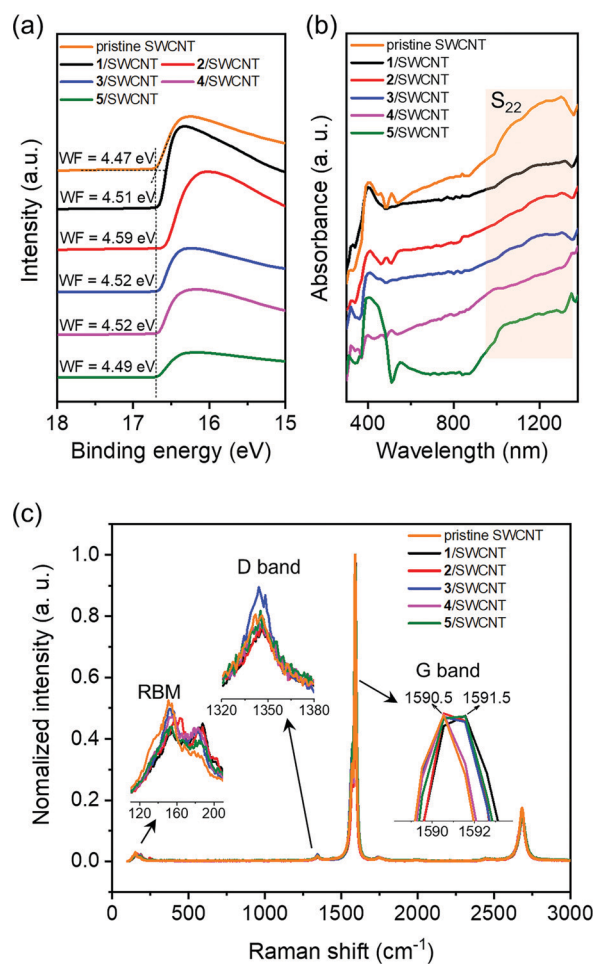 (a)
pristine SWCNT
1/SWCNT 2/SWCNT
3/SWCNT 4/SWCNT
5/SWCNT
WF = 4.47 eV
WF = 4.51 eV
WF = 4.59 eV
WF = 4.52 eV
WF = 4.52 eV
WF = 4.49 eV
Intensity (a.u.)
18 17 16 15
Binding energy (eV)
(b)
pristine SWCNT
1/SWCNT
2/SWCNT
3/SWCNT
4/SWCNT
5/SWCNT
S22
Absorbance (a. u.)
400 800 1200
Wavelength (nm)
(c)
pristine SWCNT
1/SWCNT
2/SWCNT
3/SWCNT
4/SWCNT
5/SWCNT
D band
1320 1350 1380
RBM
120 160 200
G band
1590.5 1591.5
1590 1592
Nomalized intensity (a. u.)
1.0
0.8
0.6
0.4
0.2
0.0
0 500 1000 1500 2000 2500 3000
Raman shift (cm⁻¹)